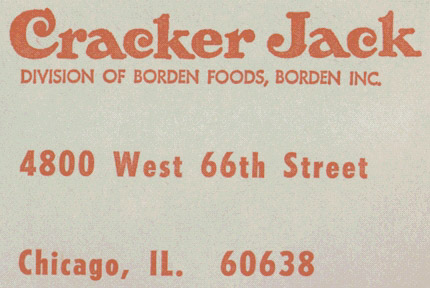 Cracker Jack
DIVISION OF BORDEN FOODS, BORDEN INC.
4800 West 66th Street
Chicago, IL. 60638